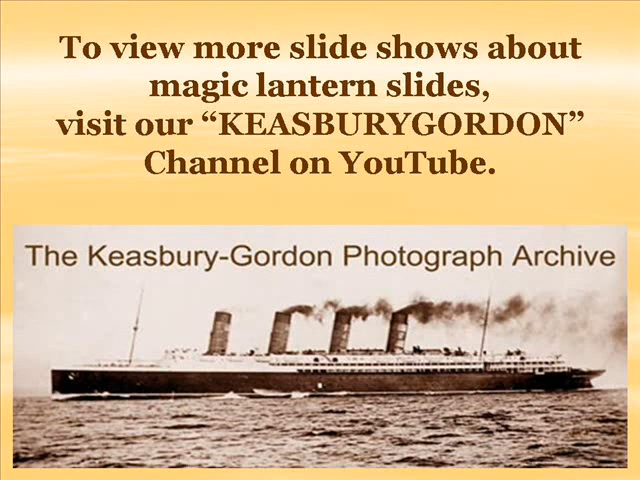 To view more slide shows about
magic lantern slides,
visit our “KEASBURYGORDON”
Channel on YouTube.
The Keasbury-Gordon Photograph Archive